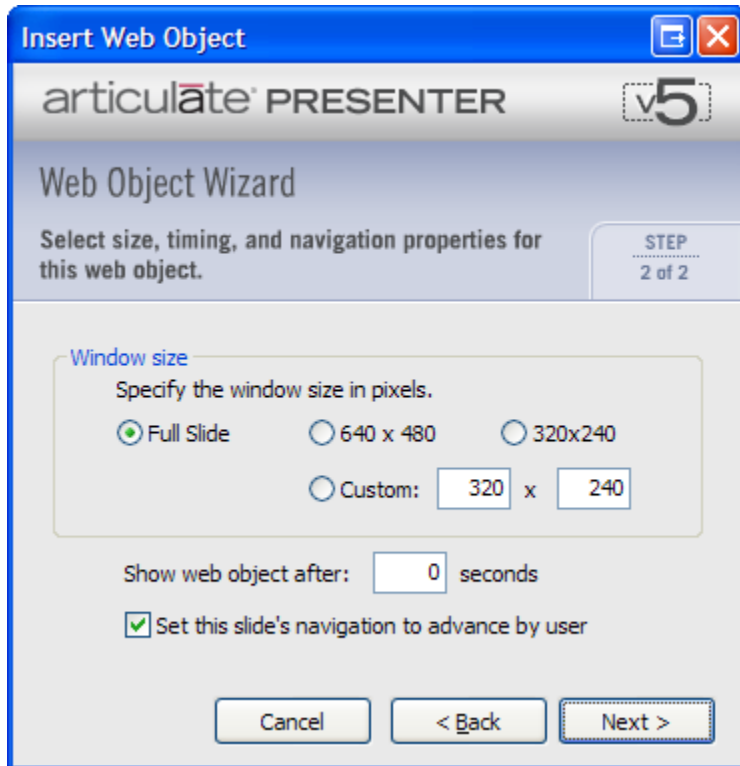 Insert Web Object
articulāte® PRESENTER v5
Web Object Wizard
Select size, timing, and navigation properties for
this web object.
STEP
2 of 2
Window size
Specify the window size in pixels.
Full Slide 640 x 480 320x240
Custom: 320 x 240
Show web object after: 0 seconds
Set this slide's navigation to advance by user
Cancel < Back Next >